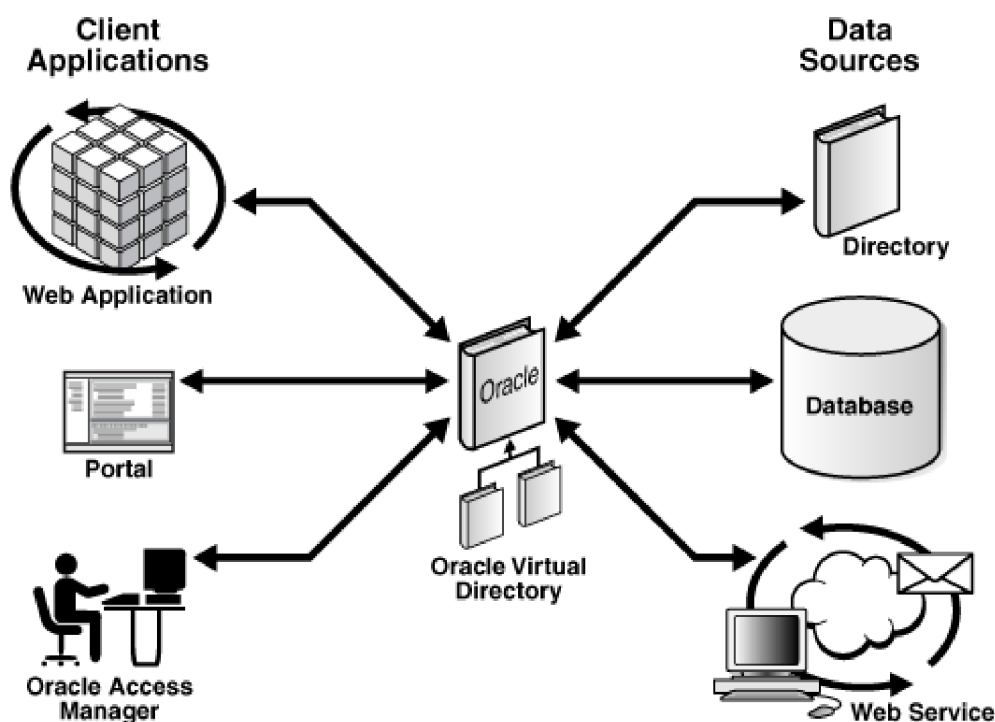 Client
Applications
Data
Sources
Web Application
Directory
Oracle
Portal
Database
Oracle Virtual
Directory
Oracle Access
Manager
Web Service